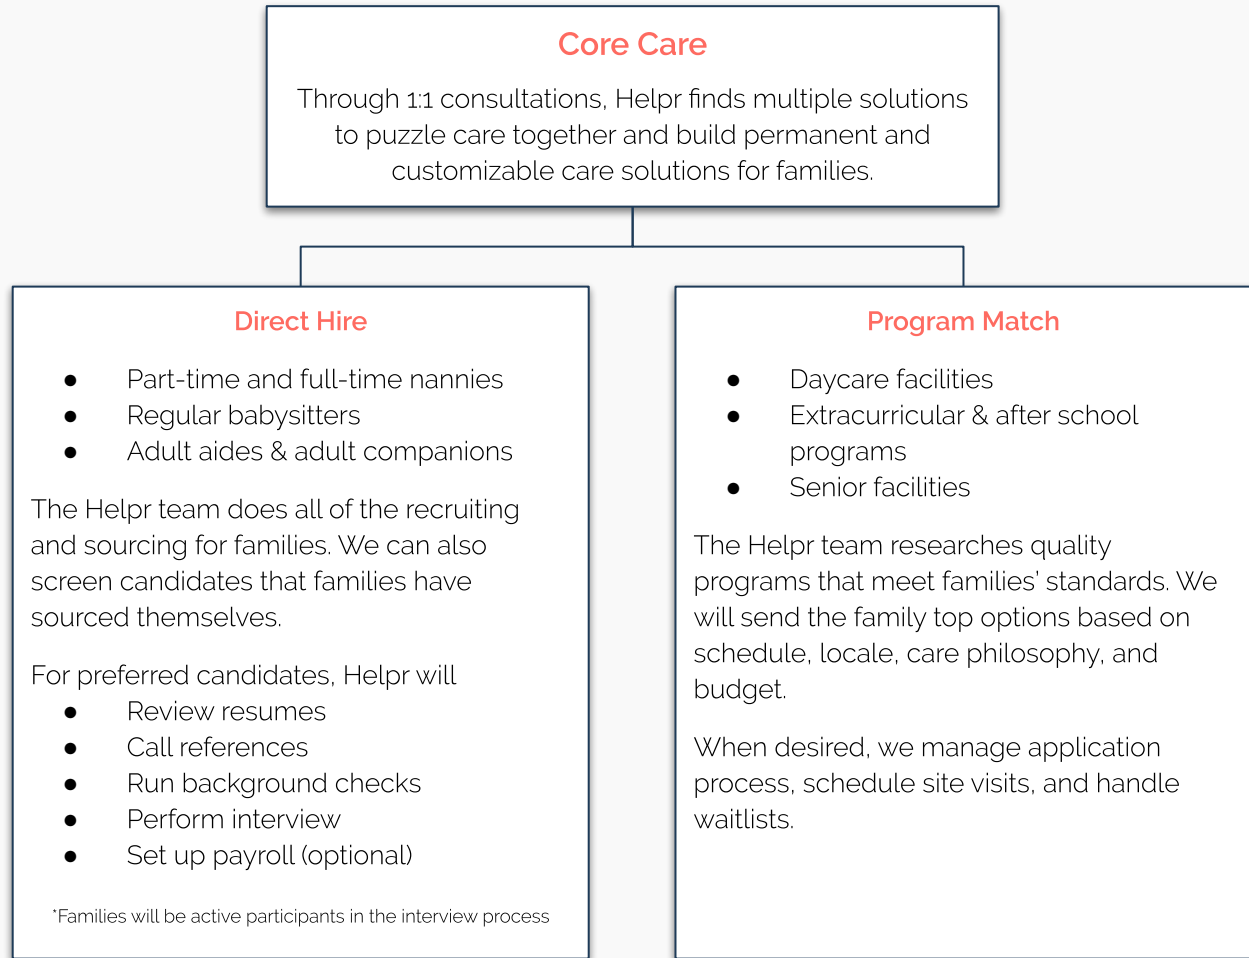 Core Care
Through 1:1 consultations, Helpr finds multiple solutions
to puzzle care together and build permanent and
customizable care solutions for families.
Direct Hire
● Part-time and full-time nannies
● Regular babysitters
● Adult aides & adult companions
The Helpr team does all of the recruiting
and sourcing for families. We can also
screen candidates that families have
sourced themselves.
For preferred candidates, Helpr will
● Review resumes
● Call references
● Run background checks
● Perform interview
● Set up payroll (optional)
*Families will be active participants in the interview process
Program Match
● Daycare facilities
● Extracurricular & after school
programs
● Senior facilities
The Helpr team researches quality
programs that meet families’ standards. We
will send the family top options based on
schedule, locale, care philosophy, and
budget.
When desired, we manage application
process, schedule site visits, and handle
waitlists.